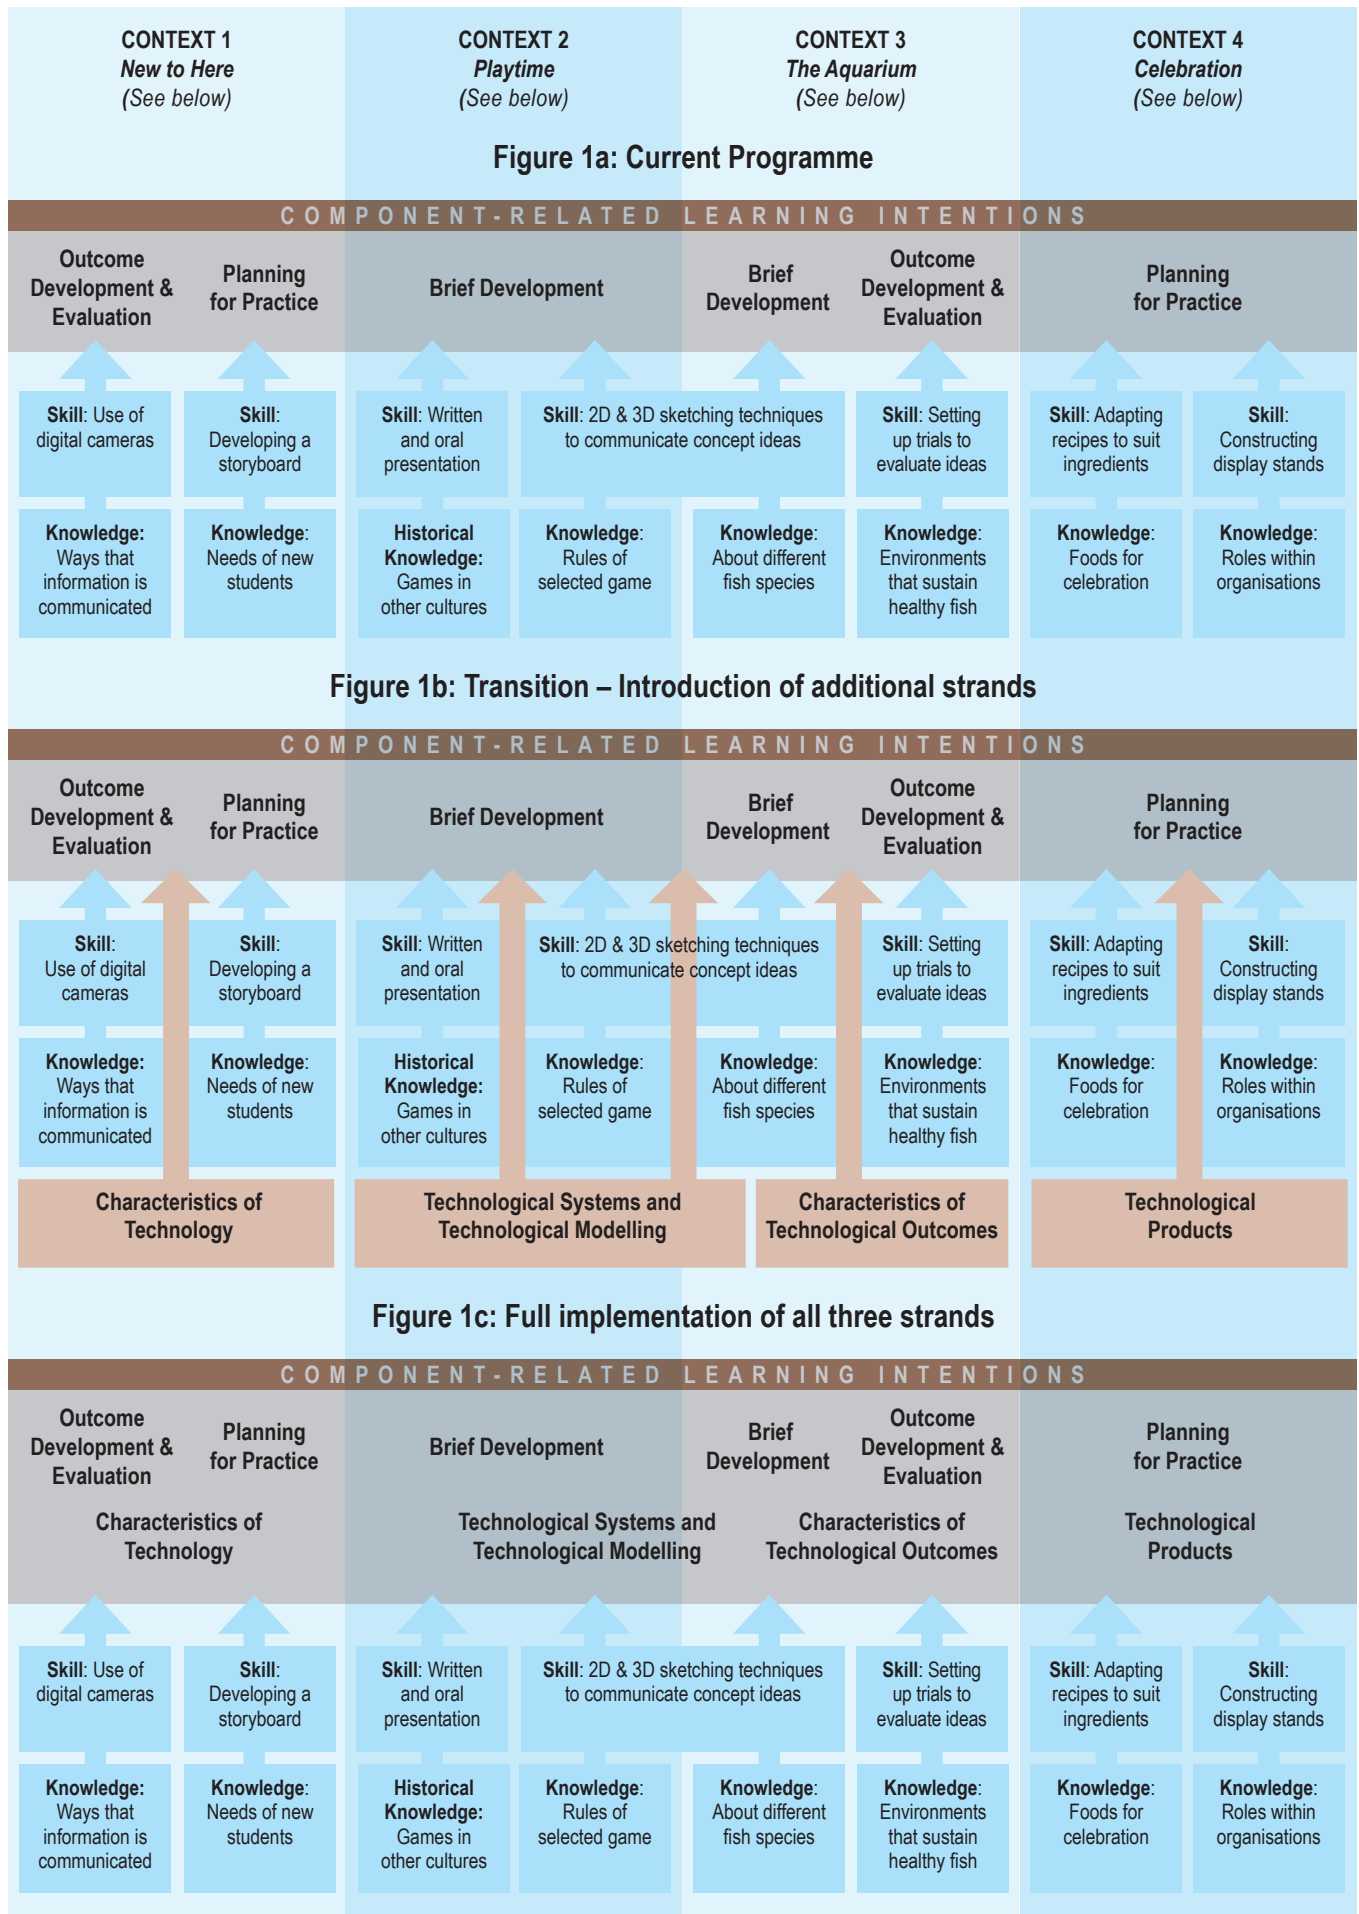 CONTEXT 1
New to Here
(See below)
CONTEXT 2
Playtime
(See below)
CONTEXT 3
The Aquarium
(See below)
CONTEXT 4
Celebration
(See below)
Figure 1a: Current Programme
COMPONENT-RELATED LEARNING INTENTIONS
Outcome
Development &
Evaluation
Planning
for Practice
Brief Development
Brief
Development
Outcome
Development &
Evaluation
Planning
for Practice
Skill: Use of
digital cameras
Skill:
Developing a
storyboard
Skill: Written
and oral
presentation
Skill: 2D & 3D sketching techniques
to communicate concept ideas
Skill: Setting
up trials to
evaluate ideas
Skill: Adapting
recipes to suit
ingredients
Skill:
Constructing
display stands
Knowledge:
Ways that
information is
communicated
Knowledge:
Needs of new
students
Historical
Knowledge:
Games in
other cultures
Knowledge:
Rules of
selected game
Knowledge:
About different
fish species
Knowledge:
Environments
that sustain
healthy fish
Knowledge:
Foods for
celebration
Knowledge:
Roles within
organisations
Figure 1b: Transition – Introduction of additional strands
COMPONENT-RELATED LEARNING INTENTIONS
Outcome
Development &
Evaluation
Planning
for Practice
Brief Development
Brief
Development
Outcome
Development &
Evaluation
Planning
for Practice
Skill:
Use of digital
cameras
Skill:
Developing a
storyboard
Skill: Written
and oral
presentation
Skill: 2D & 3D sketching techniques
to communicate concept ideas
Skill: Setting
up trials to
evaluate ideas
Skill: Adapting
recipes to suit
ingredients
Skill:
Constructing
display stands
Knowledge:
Ways that
information is
communicated
Knowledge:
Needs of new
students
Historical
Knowledge:
Games in
other cultures
Knowledge:
Rules of
selected game
Knowledge:
About different
fish species
Knowledge:
Environments
that sustain
healthy fish
Knowledge:
Foods for
celebration
Knowledge:
Roles within
organisations
Characteristics of
Technology
Technological Systems and
Technological Modelling
Characteristics of
Technological Outcomes
Technological
Products
Figure 1c: Full implementation of all three strands
COMPONENT-RELATED LEARNING INTENTIONS
Outcome
Development &
Evaluation
Planning
for Practice
Brief Development
Brief
Development
Outcome
Development &
Evaluation
Planning
for Practice
Characteristics of
Technology
Technological Systems and
Technological Modelling
Characteristics of
Technological Outcomes
Technological
Products
Skill: Use of
digital cameras
Skill:
Developing a
storyboard
Skill: Written
and oral
presentation
Skill: 2D & 3D sketching techniques
to communicate concept ideas
Skill: Setting
up trials to
evaluate ideas
Skill: Adapting
recipes to suit
ingredients
Skill:
Constructing
display stands
Knowledge:
Ways that
information is
communicated
Knowledge:
Needs of new
students
Historical
Knowledge:
Games in
other cultures
Knowledge:
Rules of
selected game
Knowledge:
About different
fish species
Knowledge:
Environments
that sustain
healthy fish
Knowledge:
Foods for
celebration
Knowledge:
Roles within
organisations